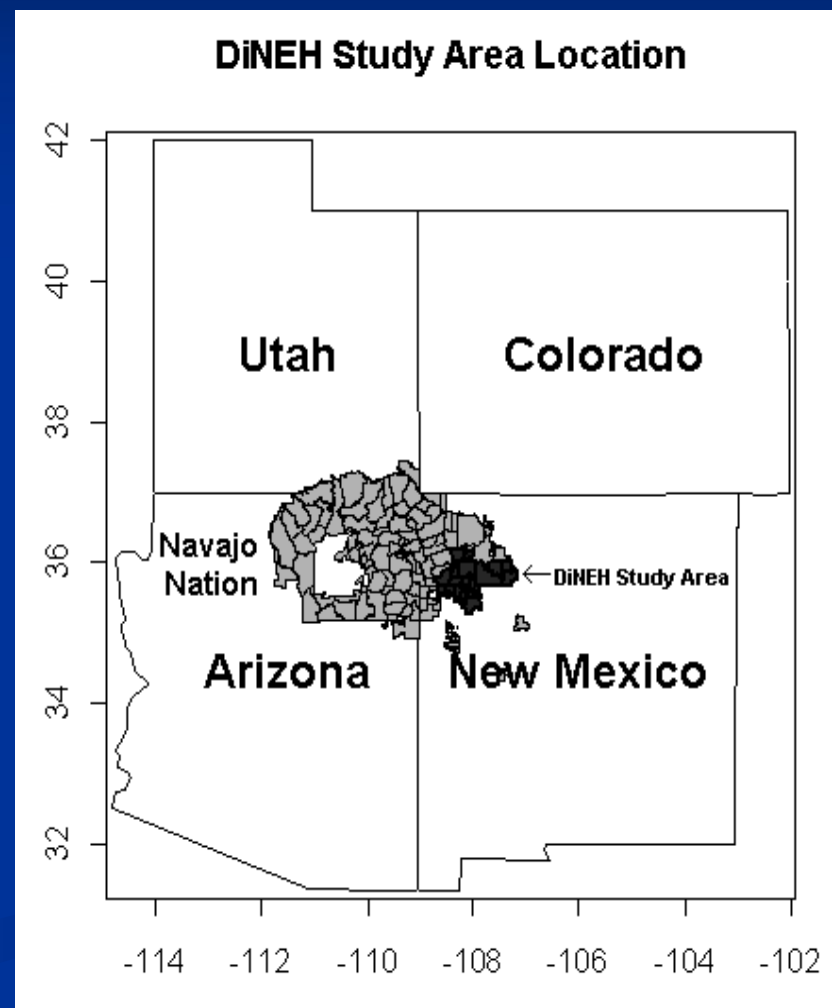 DiNEH Study Area Location
42
40
38
36
34
32
Utah
Colorado
Navajo
Nation
DiNEH Study Area
Arizona
New Mexico
-114 -112 -110 -108 -106 -104 -102